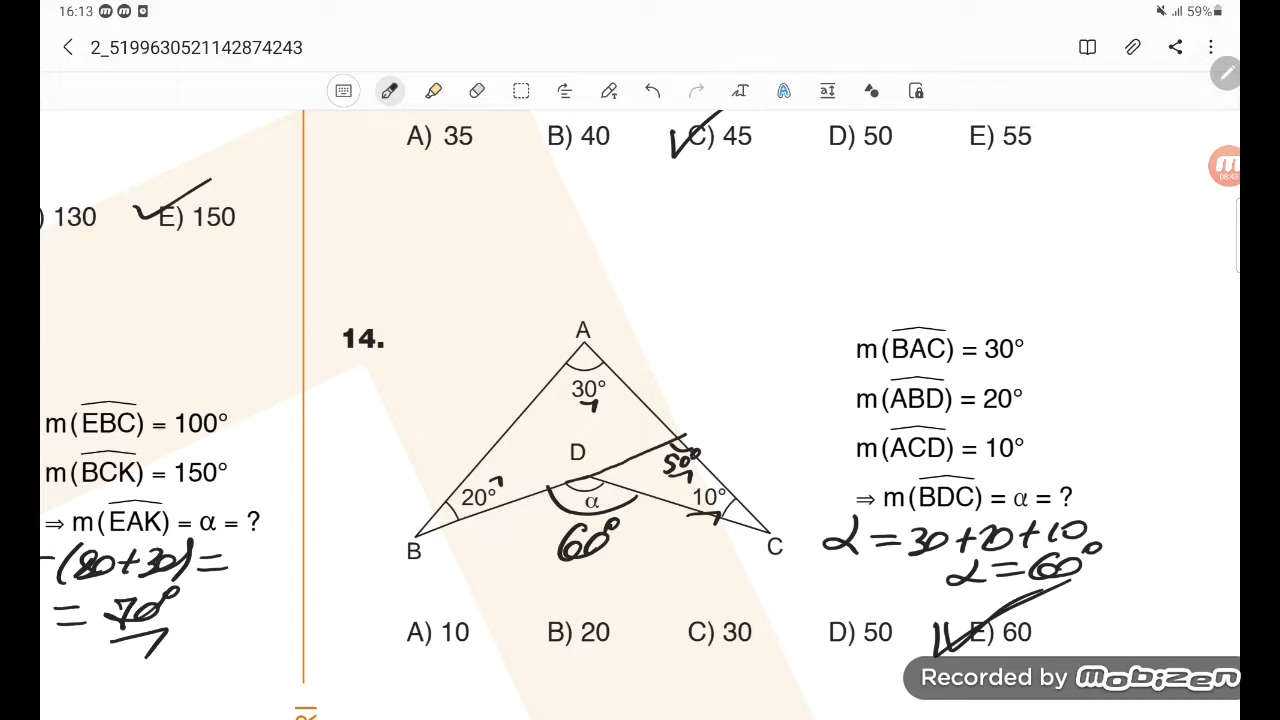 16:13
59%
2_5199630521142874243
A) 35 B) 40 C) 45 D) 50 E) 55
) 130 E) 150
08:43
14.
A
30°
D
50°
20°
α
10°
60°
B
C
m(BAC) = 30°
m(ABD) = 20°
m(ACD) = 10°
⇒ m(BDC) = α = ?
α = 30+20+10
α = 60°
m(EBC) = 100°
m(BCK) = 150°
⇒ m(EAK) = α = ?
-(80+30)=
= 70°
A) 10 B) 20 C) 30 D) 50 E) 60
Recorded by mobizen